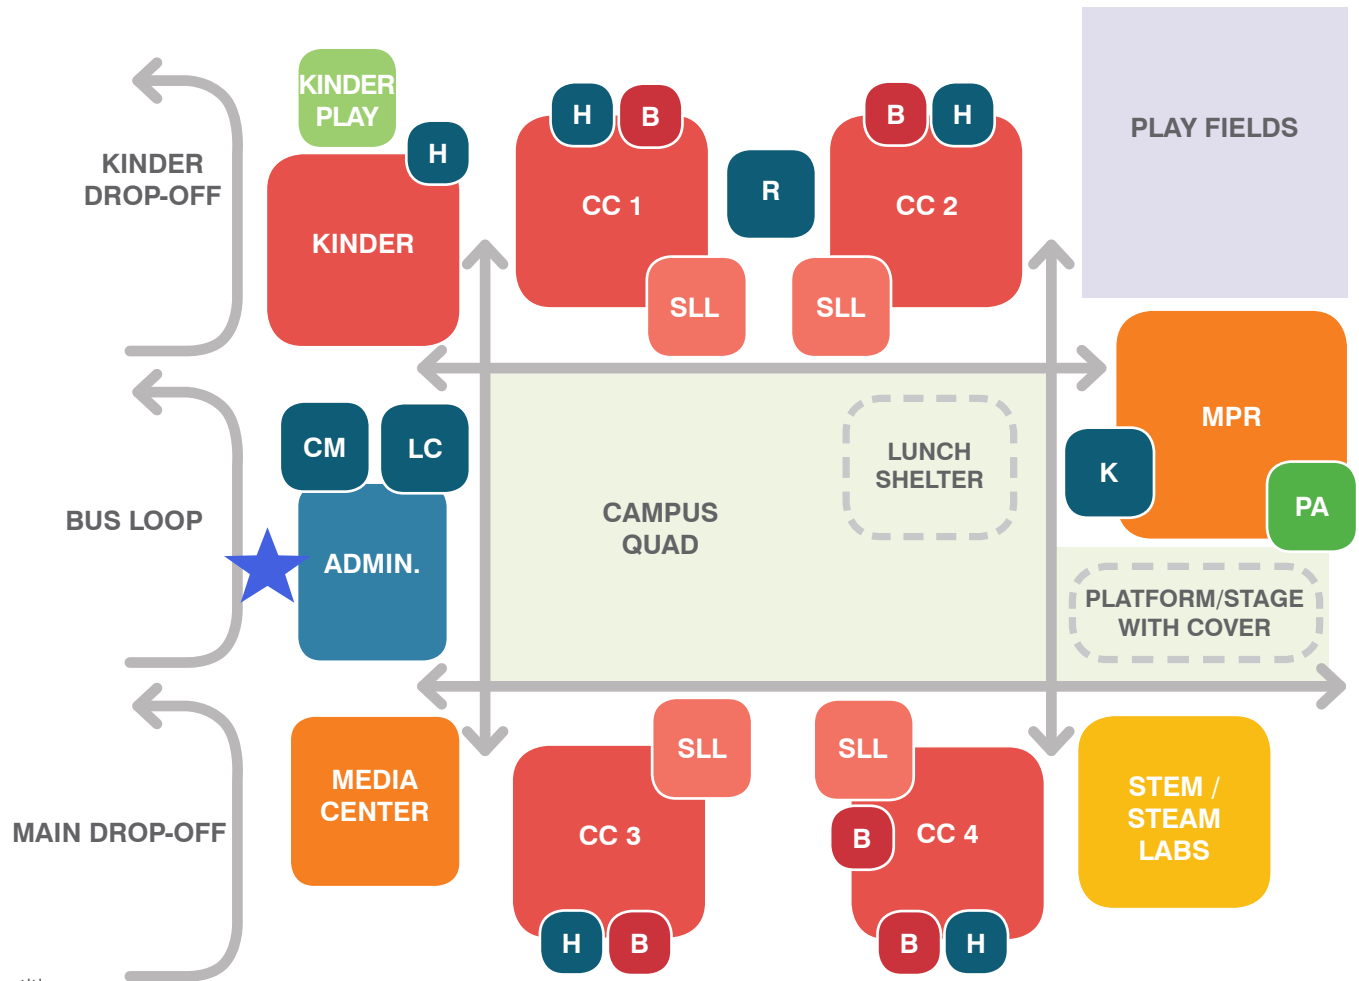 KINDER
PLAY
H
KINDER
DROP-OFF
KINDER
H
B
CC 1
SLL
R
B
H
CC 2
SLL
PLAY FIELDS
MPR
K
PA
CM
LC
ADMIN.
BUS LOOP
CAMPUS
QUAD
LUNCH
SHELTER
PLATFORM/STAGE
WITH COVER
MAIN DROP-OFF
MEDIA
CENTER
SLL
CC 3
H
B
SLL
B
CC 4
B
H
STEM /
STEAM
LABS